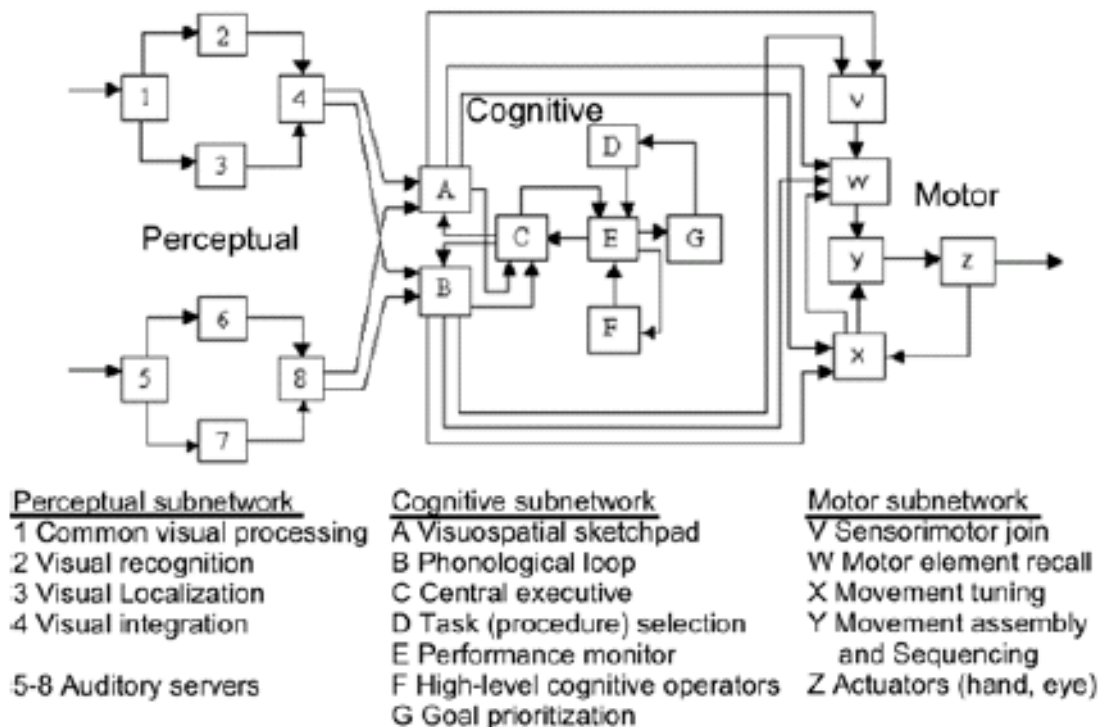 2
1
4
3
Cognitive
D
A
C
E
G
B
F
Perceptual
6
5
8
7
v
w
Motor
y
z
x
Perceptual subnetwork
1 Common visual processing
2 Visual recognition
3 Visual Localization
4 Visual integration
5-8 Auditory servers
Cognitive subnetwork
A Visuospatial sketchpad
B Phonological loop
C Central executive
D Task (procedure) selection
E Performance monitor
F High-level cognitive operators
G Goal prioritization
Motor subnetwork
V Sensorimotor join
W Motor element recall
X Movement tuning
Y Movement assembly
and Sequencing
Z Actuators (hand, eye)